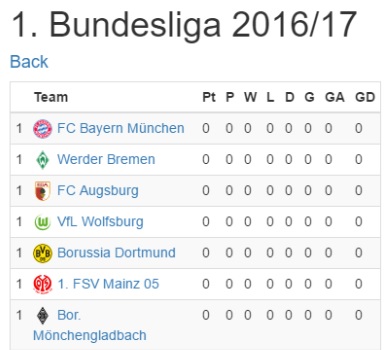 1. Bundesliga 2016/17
Back
Team Pt P W L D G GA GD
1 FC Bayern München 0 0 0 0 0 0 0 0
1 Werder Bremen 0 0 0 0 0 0 0 0
1 FC Augsburg 0 0 0 0 0 0 0 0
1 VfL Wolfsburg 0 0 0 0 0 0 0 0
1 Borussia Dortmund 0 0 0 0 0 0 0 0
1 1. FSV Mainz 05 0 0 0 0 0 0 0 0
1 Bor. 0 0 0 0 0 0 0 0
Mönchengladbach